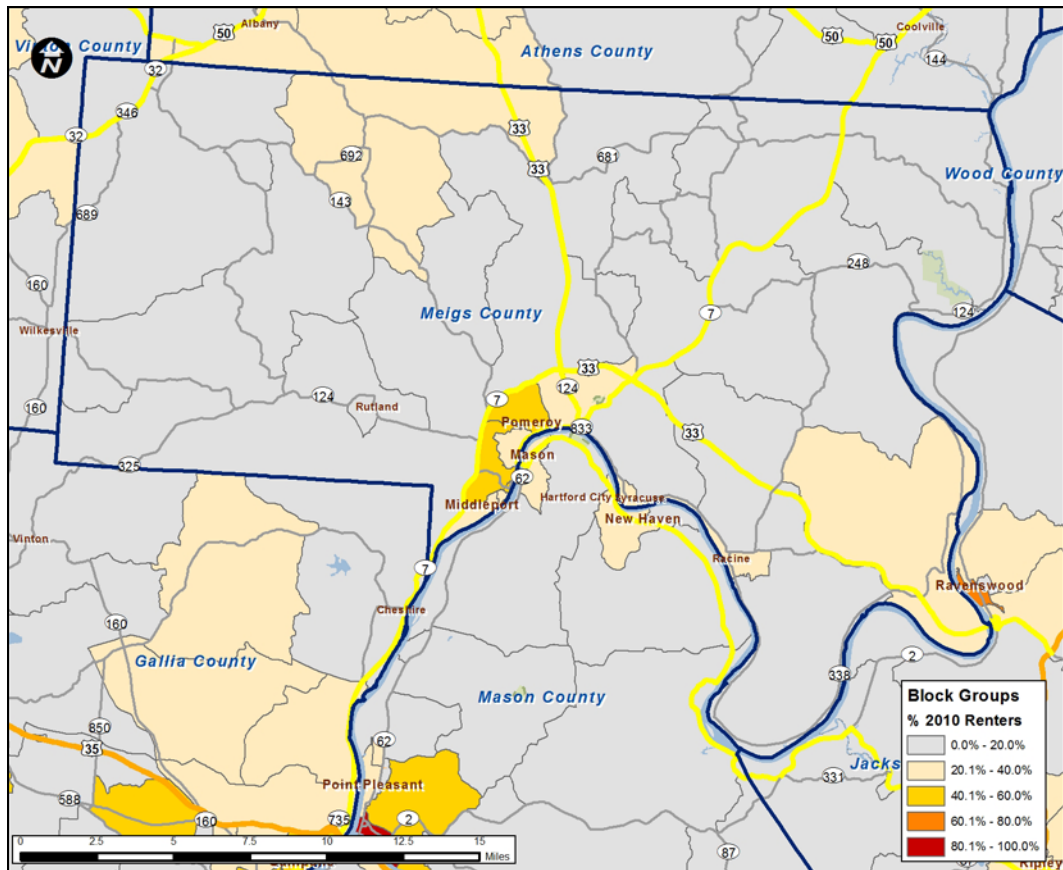 50
Albany
Vinton County
N
Athens County
50
50
Coolville
144
32
346
32
33
33
681
692
143
Wood County
689
160
248
124
Meigs County
7
Wilkesville
33
124
7
124
160
Rutland
Pomeroy
833
33
325
Mason
62
Middleport
Hartford City
Syracuse
New Haven
Vinton
7
Racine
Ravenswood
Cheshire
160
Gallia County
2
338
Mason County
850
35
62
Jacks
331
Point Pleasant
588
160
735
2
87
Ripley
Block Groups
% 2010 Renters
0.0% - 20.0%
20.1% - 40.0%
40.1% - 60.0%
60.1% - 80.0%
80.1% - 100.0%
0 2.5 5 7.5 10 12.5 15
Miles